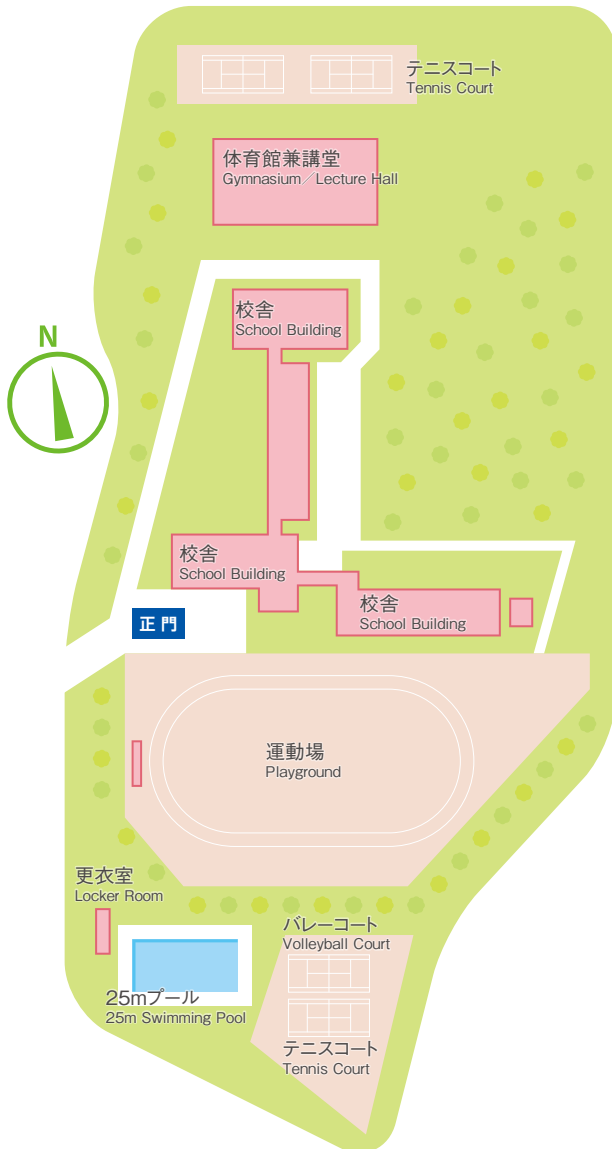 テニスコート
Tennis Court
体育館兼講堂
Gymnasium／Lecture Hall
校舎
School Building
N
校舎
School Building
校舎
School Building
正門
運動場
Playground
更衣室
Locker Room
バレーコート
Volleyball Court
25mプール
25m Swimming Pool
テニスコート
Tennis Court